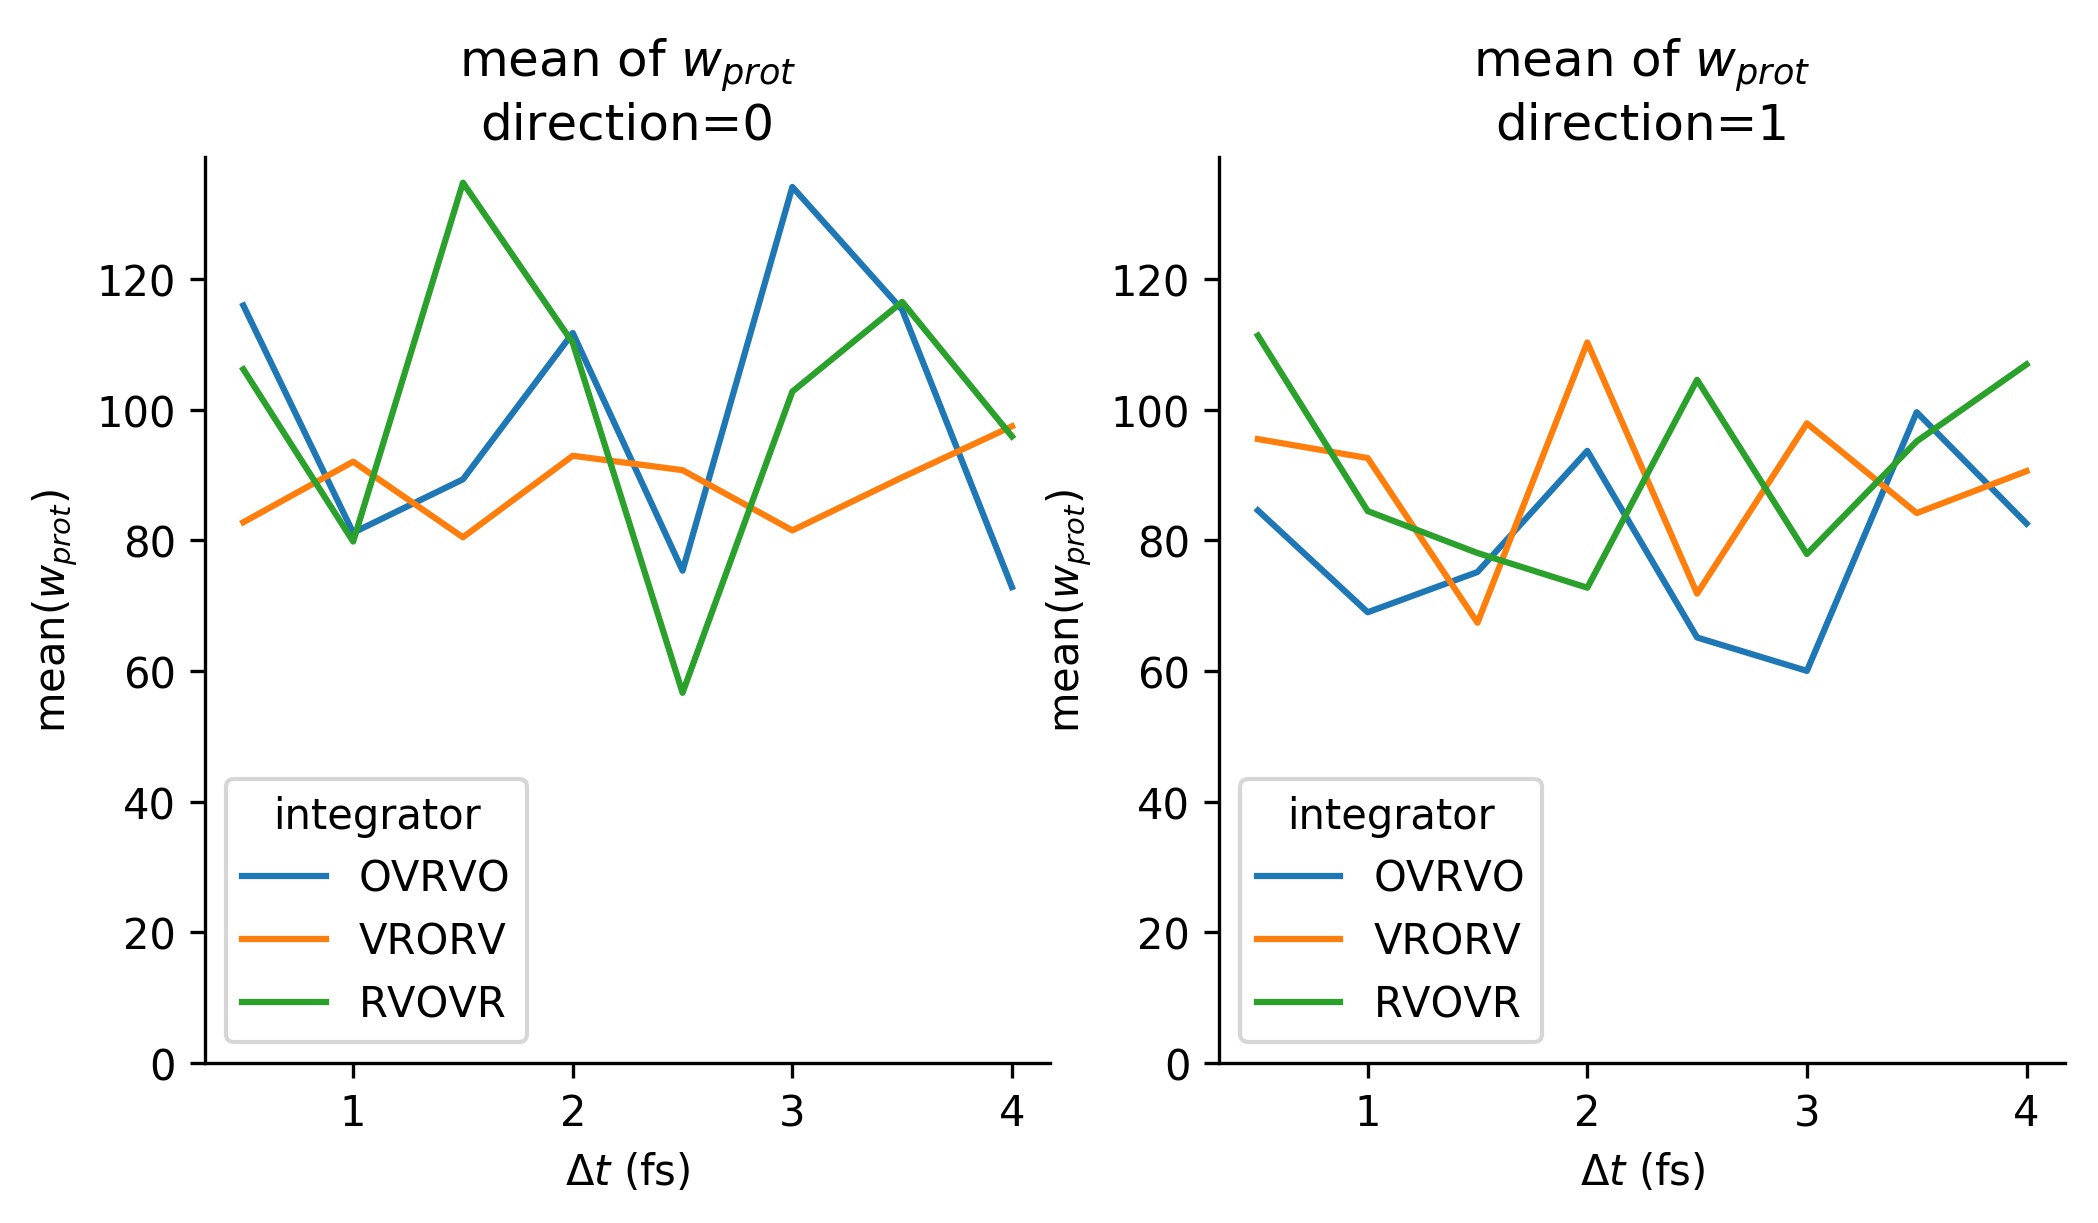 mean of w_prot
direction=0
mean(w_prot)
120
100
80
60
40
20
0
1 2 3 4
Δt (fs)
integrator
OVRVO
VRORV
RVOVR
mean of w_prot
direction=1
mean(w_prot)
120
100
80
60
40
20
0
1 2 3 4
Δt (fs)
integrator
OVRVO
VRORV
RVOVR